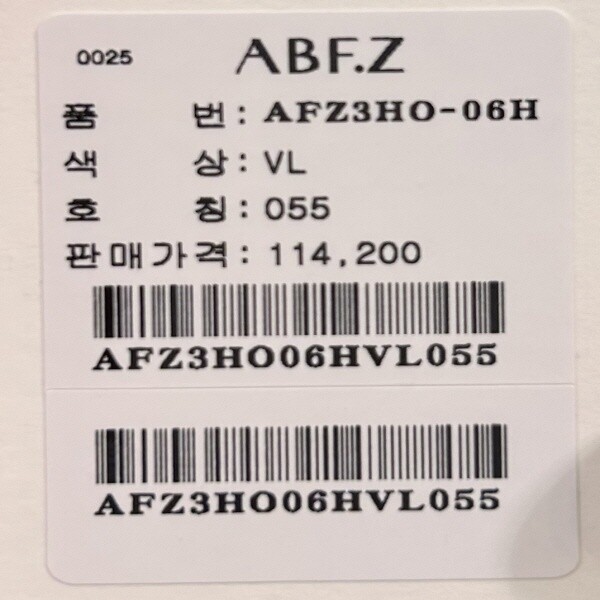 0025 ABF.Z
품 번: AFZ3HO-06H
색 상: VL
호 칭: 055
판매가격: 114,200
AFZ3HO06HVL055
AFZ3HO06HVL055